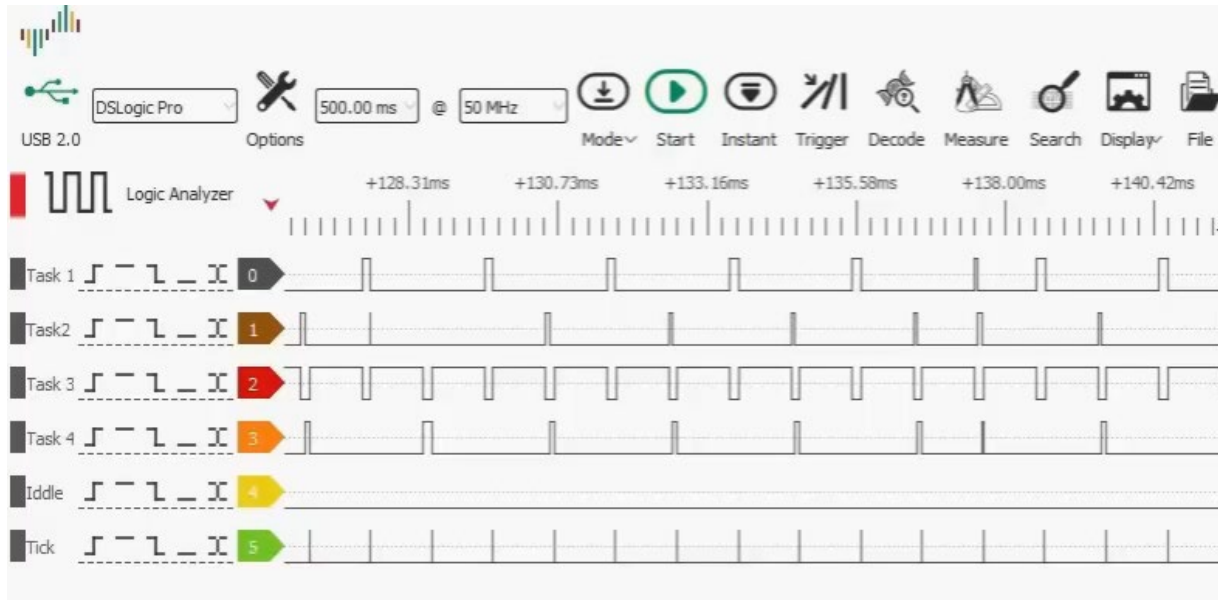 DSLogic Pro 500.00 ms @ 50 MHz
USB 2.0 Options Mode Start Instant Trigger Decode Measure Search Display File
Logic Analyzer +128.31ms +130.73ms +133.16ms +135.58ms +138.00ms +140.42ms
Task 1 0
Task2 1
Task 3 2
Task 4 3
Iddle 4
Tick 5